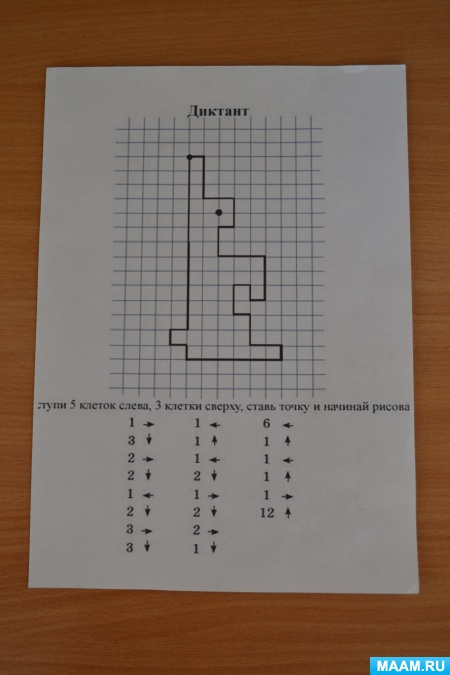 Диктант
ступи 5 клеток слева, 3 клетки сверху, ставь точку и начинай рисова
1 → 1 ← 6 ←
3 ↓ 1 ↑ 1 ↑
2 → 1 ← 1 ←
2 ↓ 2 ↓ 1 ↑
1 ← 1 → 1 →
2 ↓ 2 ↓ 12 ↑
3 → 2 →
3 ↓ 1 ↓
MAAM.RU